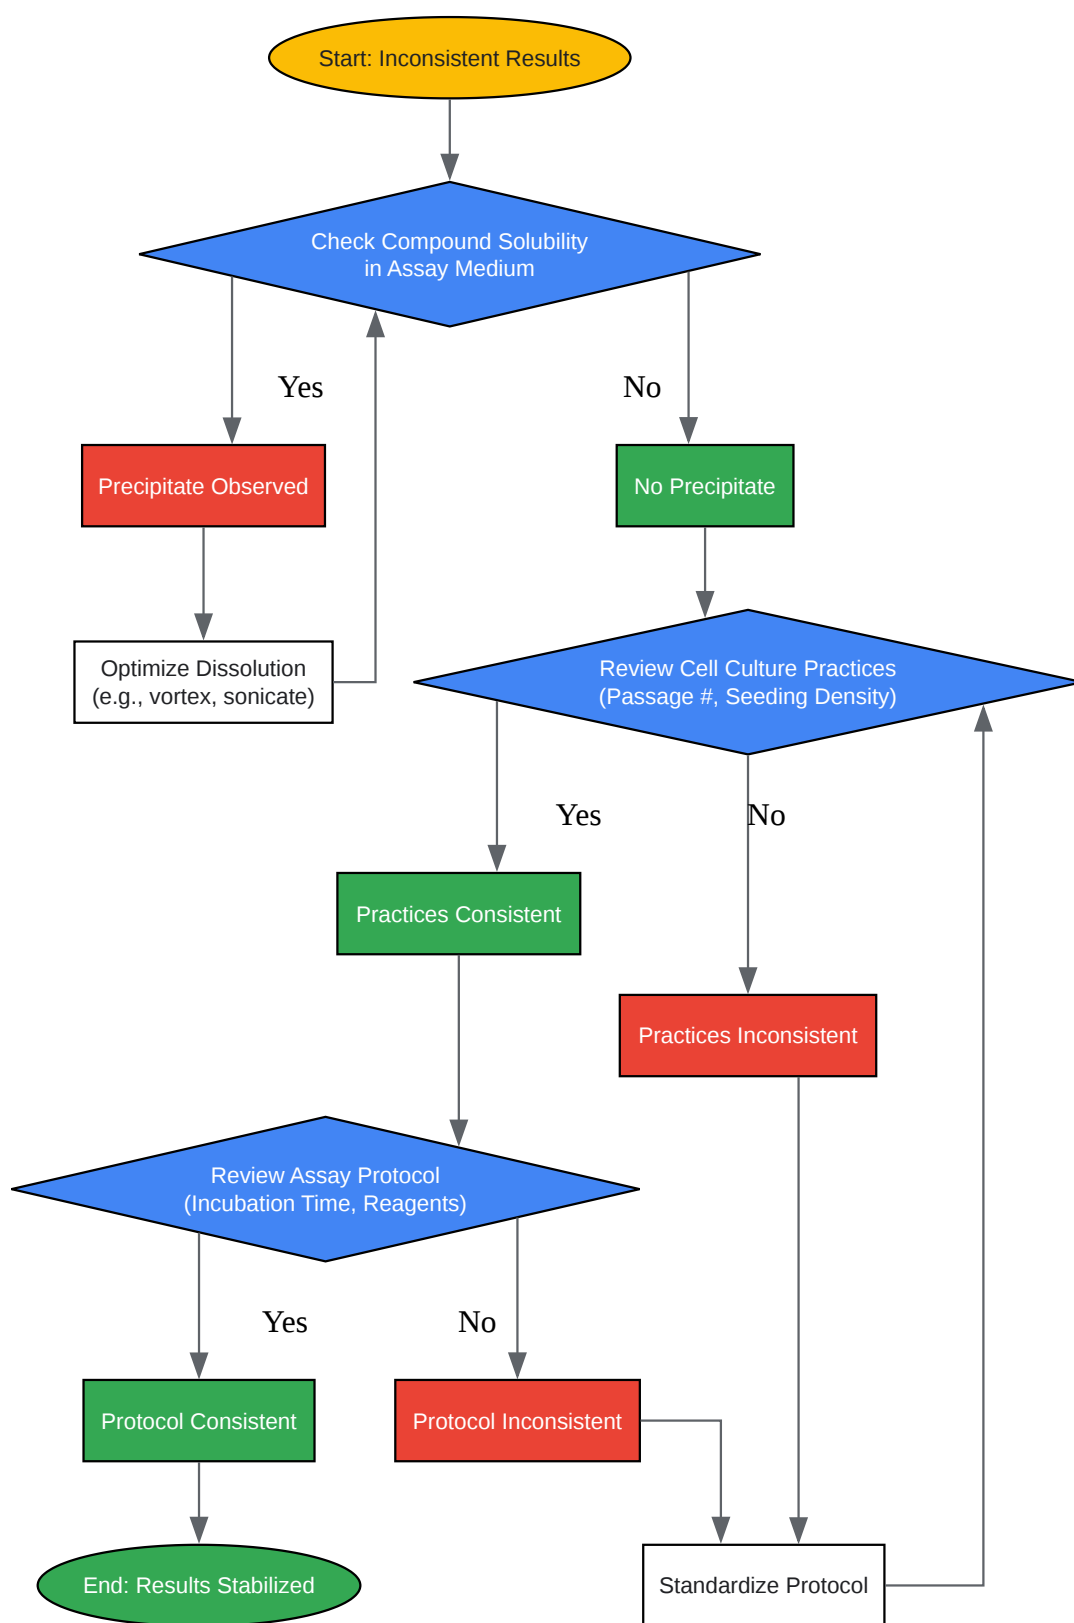 Start: Inconsistent Results
Check Compound Solubility
in Assay Medium
Yes
No
Precipitate Observed
No Precipitate
Optimize Dissolution
(e.g., vortex, sonicate)
Review Cell Culture Practices
(Passage #, Seeding Density)
Yes
No
Practices Consistent
Practices Inconsistent
Review Assay Protocol
(Incubation Time, Reagents)
Yes
No
Protocol Consistent
Protocol Inconsistent
End: Results Stabilized
Standardize Protocol